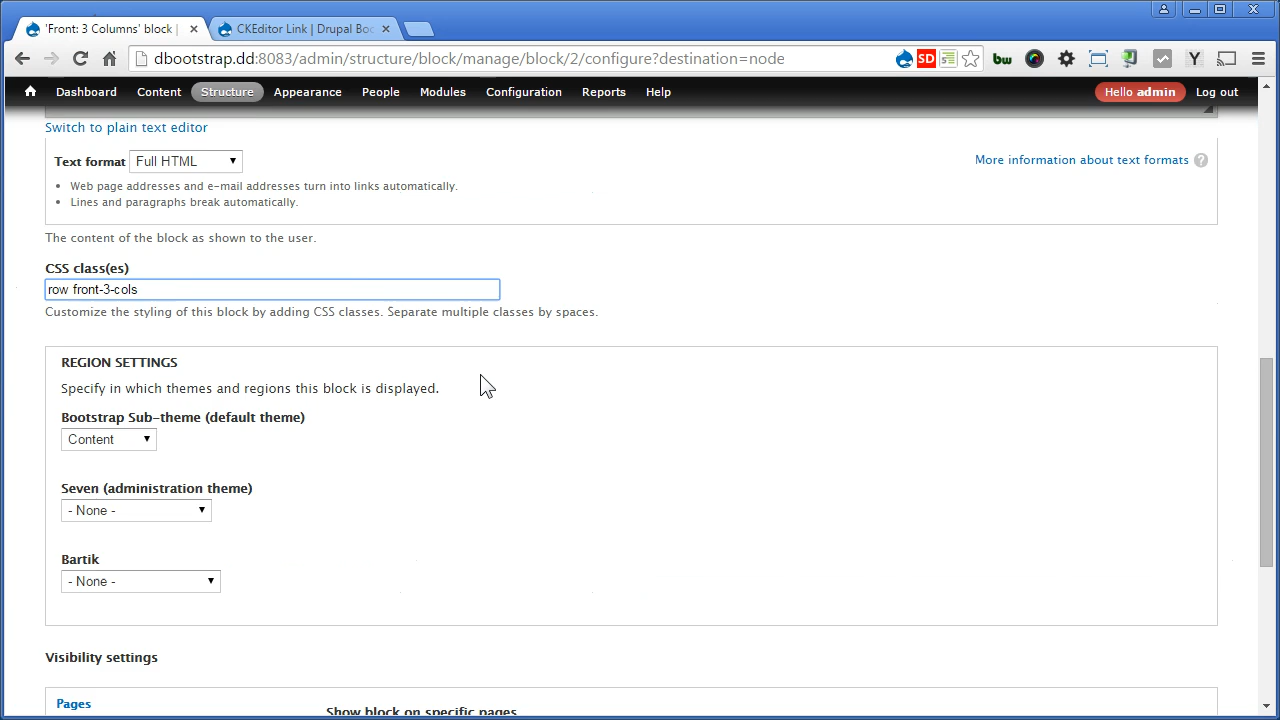 'Front: 3 Columns' block |
CKEditor Link | Drupal Boo
dbootstrap.dd:8083/admin/structure/block/manage/block/2/configure?destination=node
SD
bw
Y
Dashboard Content Structure Appearance People Modules Configuration Reports Help Hello admin Log out
Switch to plain text editor
Text format Full HTML
More information about text formats ?
Web page addresses and e-mail addresses turn into links automatically.
Lines and paragraphs break automatically.
The content of the block as shown to the user.
CSS class(es)
row front-3-cols
Customize the styling of this block by adding CSS classes. Separate multiple classes by spaces.
REGION SETTINGS
Specify in which themes and regions this block is displayed.
Bootstrap Sub-theme (default theme)
Content
Seven (administration theme)
- None -
Bartik
- None -
Visibility settings
Pages
Show block on specific pages